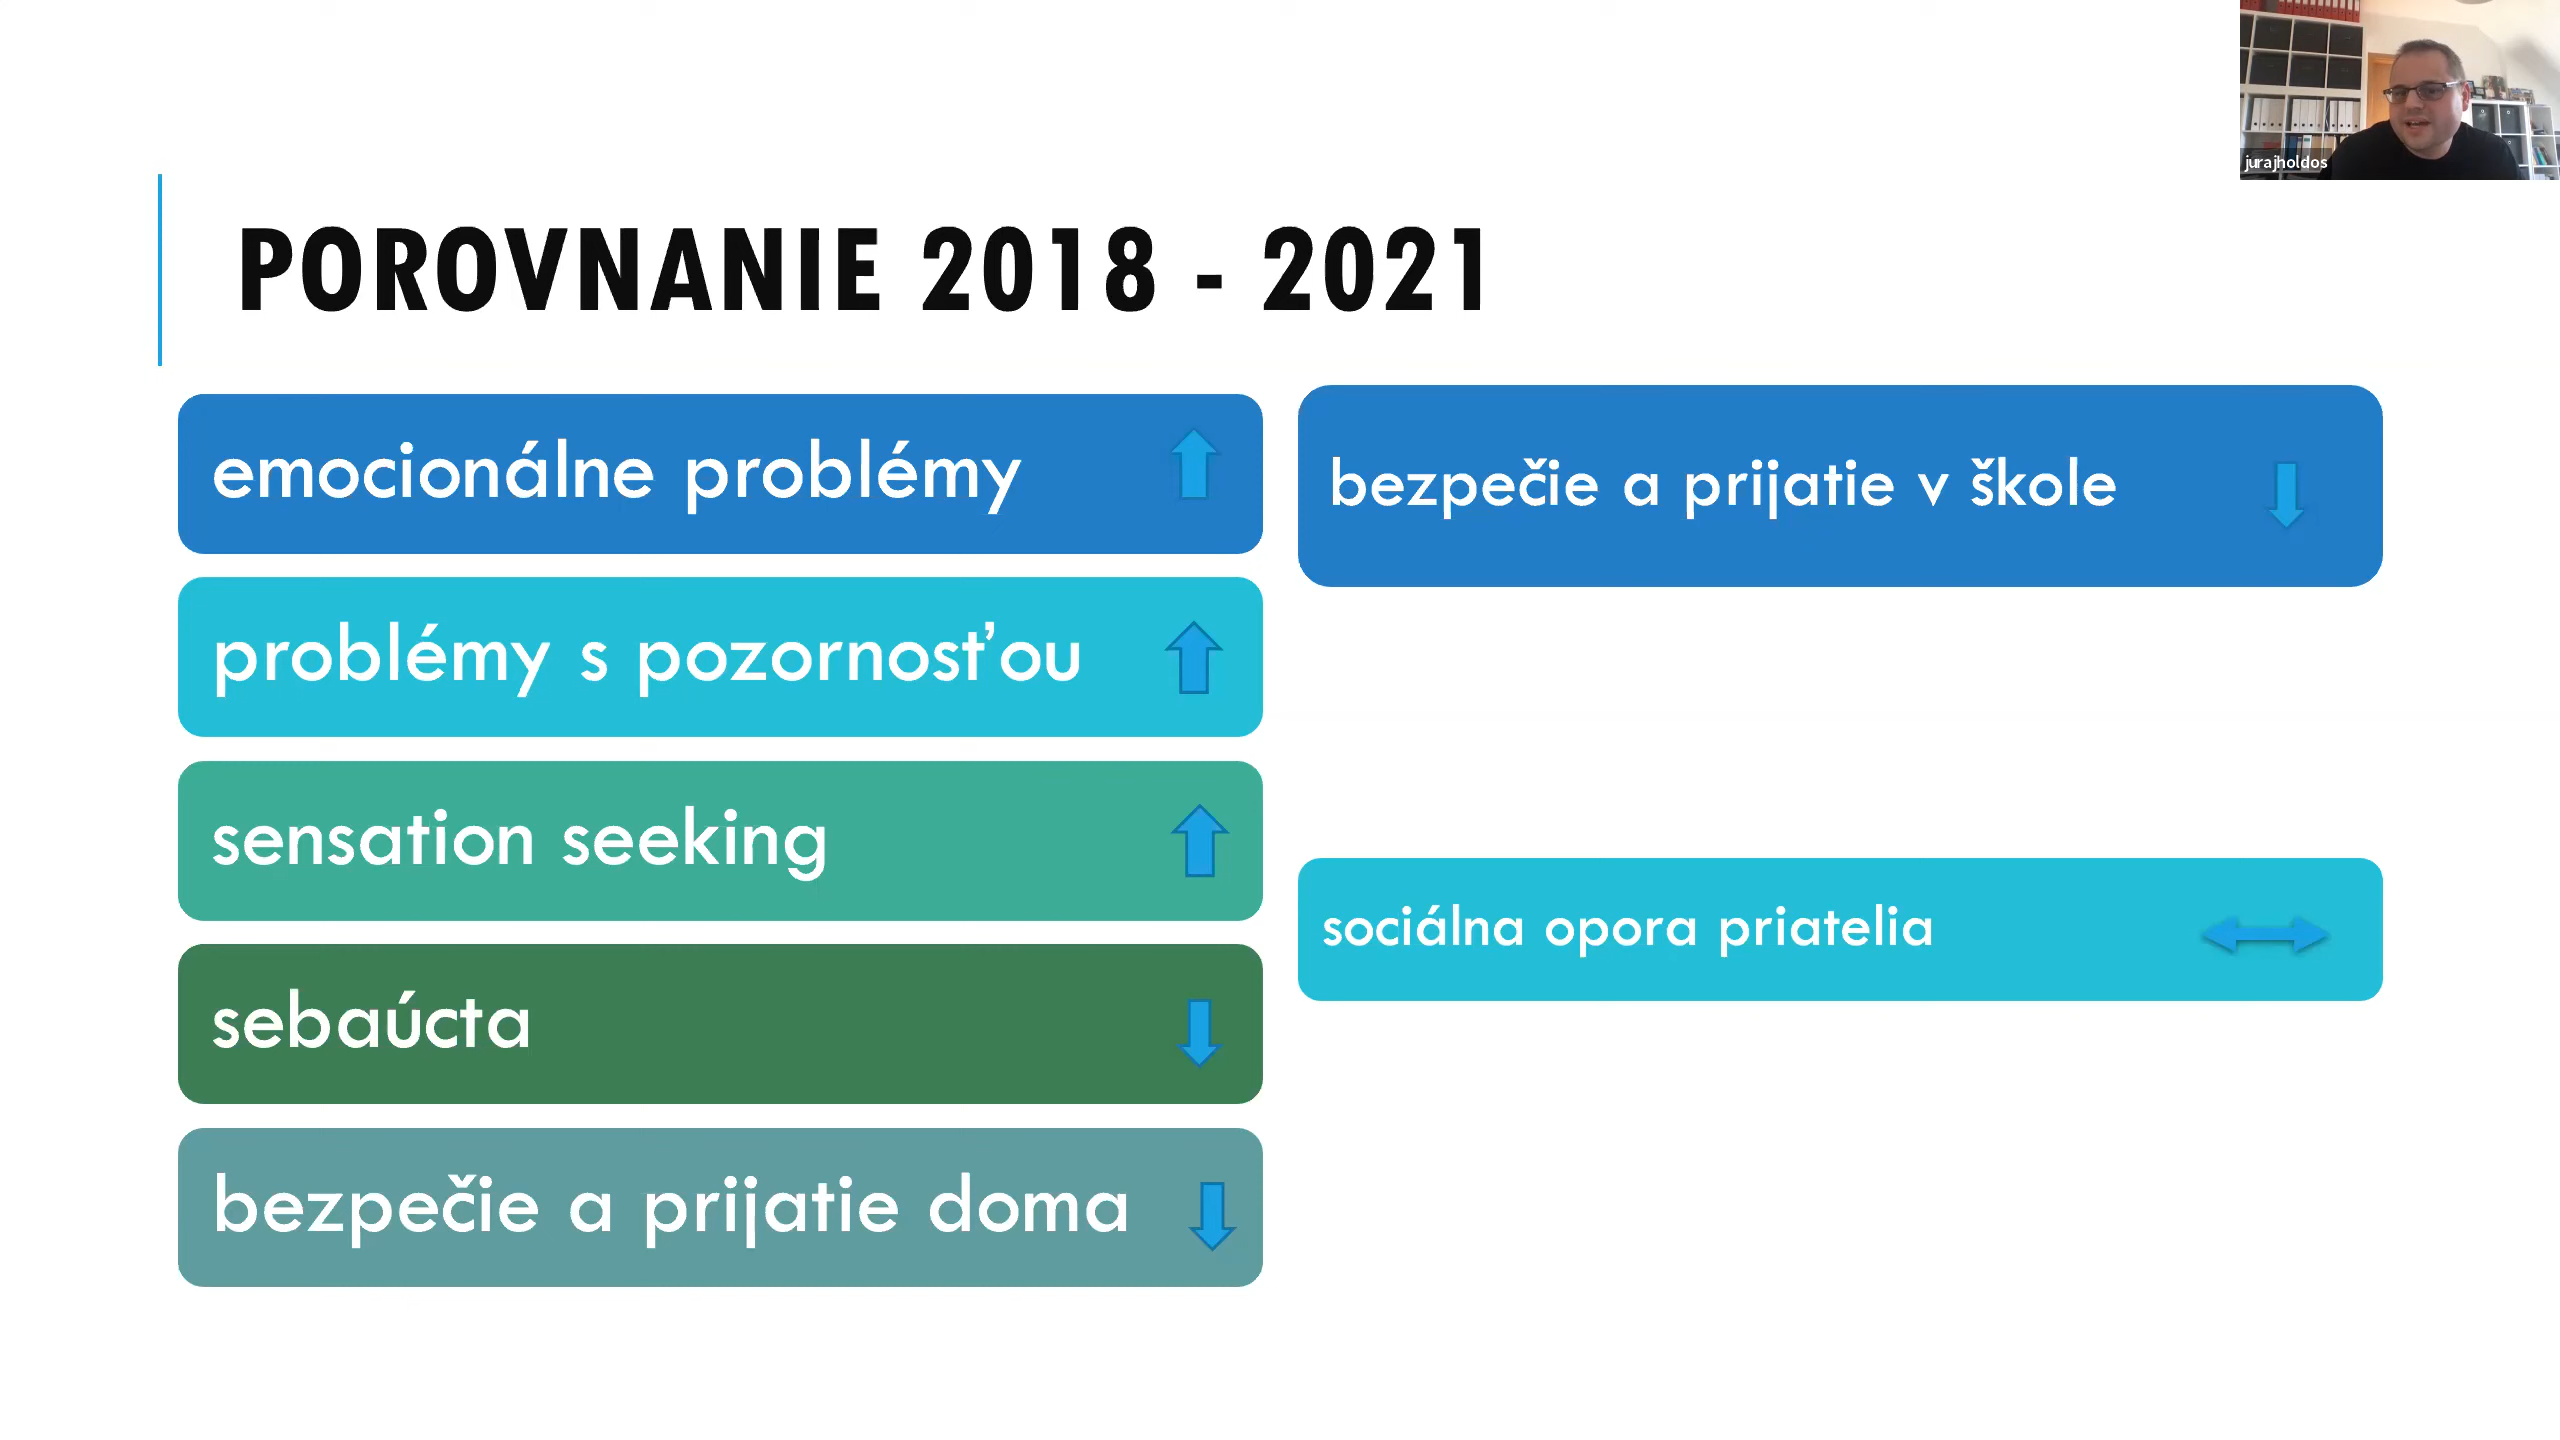 jurajholdos
POROVNANIE 2018 - 2021
emocionálne problémy
problémy s pozornosťou
sensation seeking
sebaúcta
bezpečie a prijatie doma
bezpečie a prijatie v škole
sociálna opora priatelia